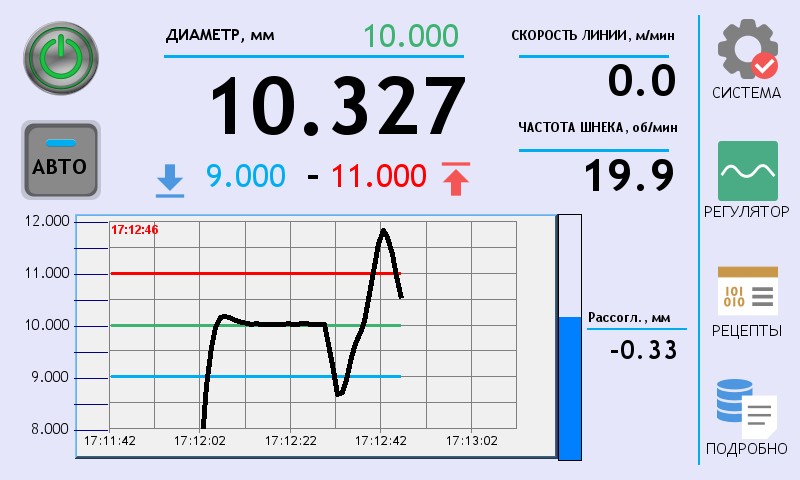 ДИАМЕТР, мм 10.000
10.327
9.000 - 11.000
АВТО
СКОРОСТЬ ЛИНИИ, м/мин
0.0
ЧАСТОТА ШНЕКА, об/мин
19.9
СИСТЕМА
РЕГУЛЯТОР
101
010
РЕЦЕПТЫ
ПОДРОБНО
17:12:46
12.000
11.000
10.000
9.000
8.000
17:11:42 17:12:02 17:12:22 17:12:42 17:13:02
Рассогл., мм
-0.33